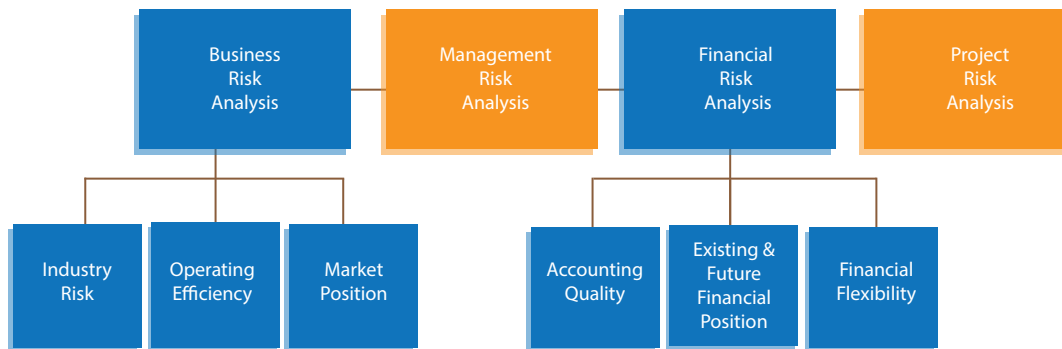 Business
Risk
Analysis
Management
Risk
Analysis
Financial
Risk
Analysis
Project
Risk
Analysis
Industry
Risk
Operating
Efficiency
Market
Position
Accounting
Quality
Existing &
Future
Financial
Position
Financial
Flexibility